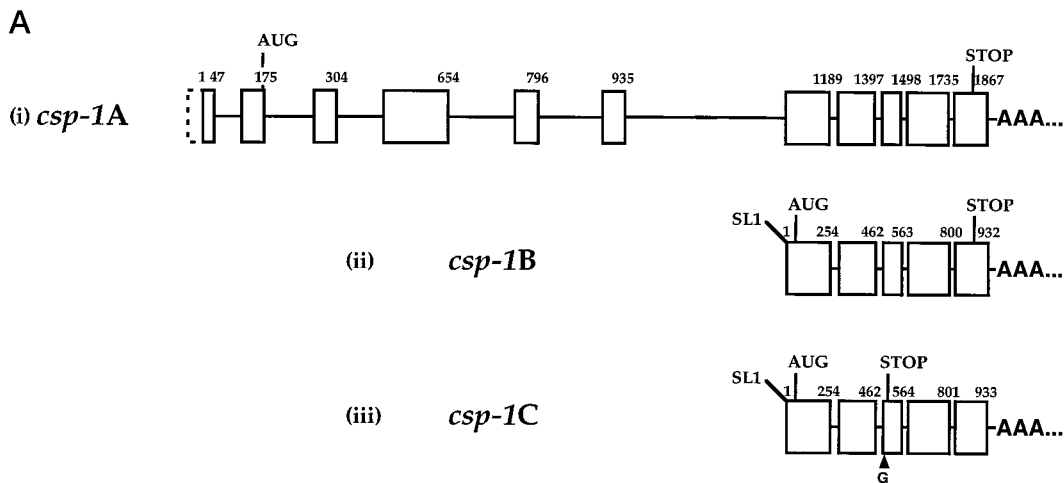 A
AUG STOP
1 47 175 304 654 796 935 1189 1397 1498 1735 1867
(i) csp-1A AAA...
AUG STOP
SL1 1 254 462 563 800 932
(ii) csp-1B AAA...
AUG STOP
SL1 1 254 462 564 801 933
(iii) csp-1C AAA...
G